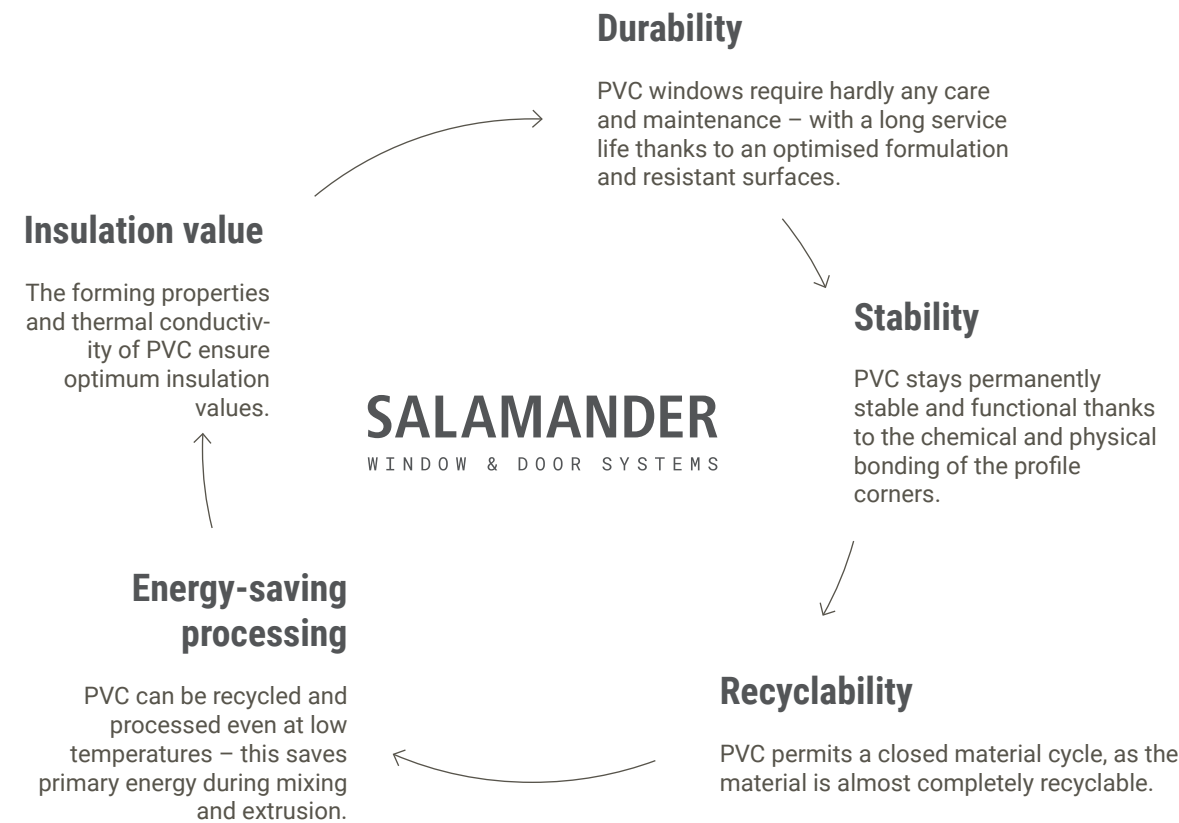 Durability
PVC windows require hardly any care
and maintenance – with a long service
life thanks to an optimised formulation
and resistant surfaces.
Stability
PVC stays permanently
stable and functional thanks
to the chemical and physical
bonding of the profile
corners.
Recyclability
PVC permits a closed material cycle, as the
material is almost completely recyclable.
Energy-saving
processing
PVC can be recycled and
processed even at low
temperatures – this saves
primary energy during mixing
and extrusion.
Insulation value
The forming properties
and thermal conductiv-
ity of PVC ensure
optimum insulation
values.
SALAMANDER
WINDOW & DOOR SYSTEMS